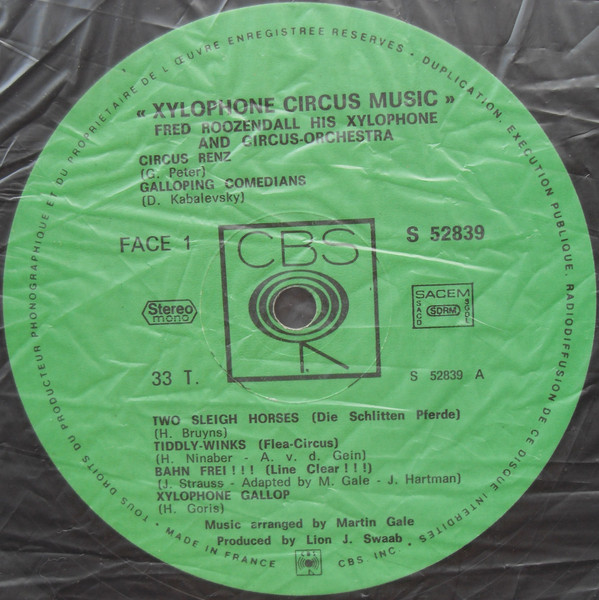 TOUS DROITS DU PRODUCTEUR PHONOGRAPHIQUE ET DU PROPRIETAIRE DE L'ŒUVRE ENREGISTREE RESERVES • DUPLICATION, EXECUTION PUBLIQUE, RADIODIFFUSION DE CE DISQUE INTERDITES •
« XYLOPHONE CIRCUS MUSIC »
FRED ROOZENDALL HIS XYLOPHONE
AND CIRCUS-ORCHESTRA
CIRCUS RENZ
(G. Peter)
GALLOPING COMEDIANS
(D. Kabalevsky)
FACE 1
CBS
S 52839
Stereo
mono
SACEM
SACD
SDRM
SGDL
33 T.
S 52839 A
TWO SLEIGH HORSES (Die Schlitten Pferde)
(H. Bruyns)
TIDDLY-WINKS (Flea-Circus)
(H. Ninaber - A. v. d. Gein)
BAHN FREI!!! (Line Clear!!!)
(J. Strauss - Adapted by M. Gale - J. Hartman)
XYLOPHONE GALLOP
(H. Goris)
Music arranged by Martin Gale
Produced by Lion J. Swaab
• MADE IN FRANCE
CBS. INC •